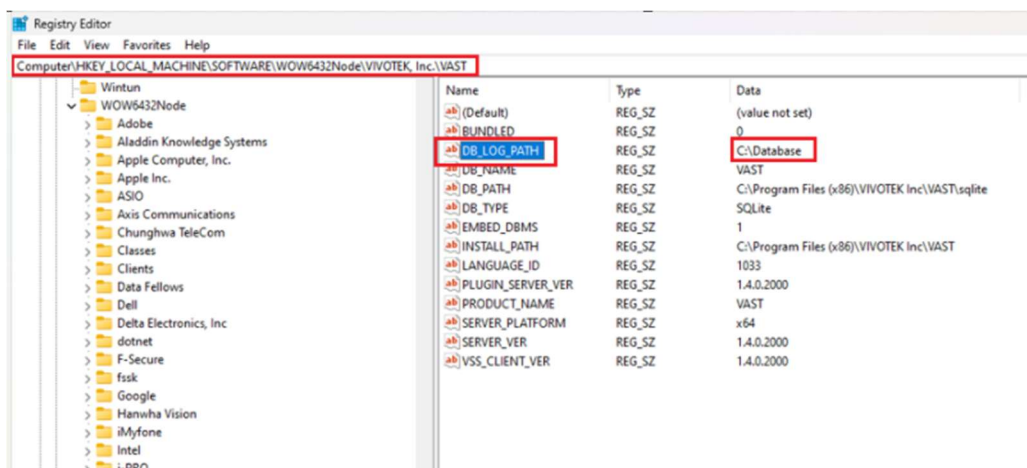 Registry Editor
File Edit View Favorites Help
Computer\HKEY_LOCAL_MACHINE\SOFTWARE\WOW6432Node\VIVOTEK, Inc.\VAST
Wintun
WOW6432Node
Adobe
Aladdin Knowledge Systems
Apple Computer, Inc.
Apple Inc.
ASIO
Axis Communications
Chunghwa TeleCom
Classes
Clients
Data Fellows
Dell
Delta Electronics, Inc
dotnet
F-Secure
fssk
Google
Hanwha Vision
iMyfone
Intel
i-PRO
Name Type Data
(Default) REG_SZ (value not set)
BUNDLED REG_SZ 0
DB_LOG_PATH REG_SZ C:\Database
DB_NAME REG_SZ VAST
DB_PATH REG_SZ C:\Program Files (x86)\VIVOTEK Inc\VAST\sqlite
DB_TYPE REG_SZ SQLite
EMBED_DBMS REG_SZ 1
INSTALL_PATH REG_SZ C:\Program Files (x86)\VIVOTEK Inc\VAST
LANGUAGE_ID REG_SZ 1033
PLUGIN_SERVER_VER REG_SZ 1.4.0.2000
PRODUCT_NAME REG_SZ VAST
SERVER_PLATFORM REG_SZ x64
SERVER_VER REG_SZ 1.4.0.2000
VSS_CLIENT_VER REG_SZ 1.4.0.2000